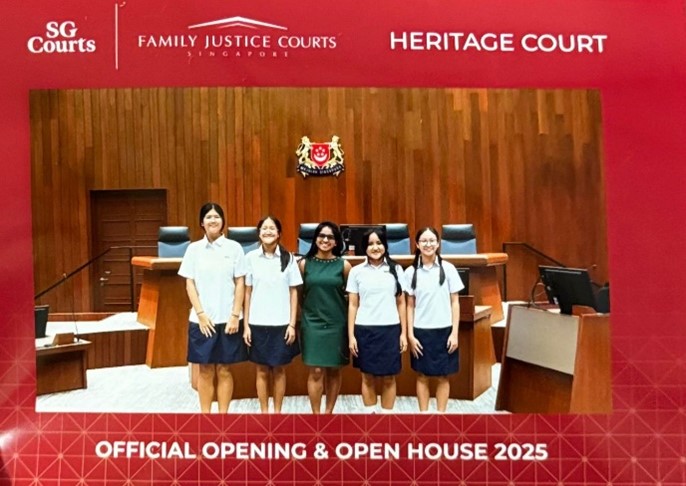 SG
Courts
FAMILY JUSTICE COURTS
SINGAPORE
HERITAGE COURT
OFFICIAL OPENING & OPEN HOUSE 2025